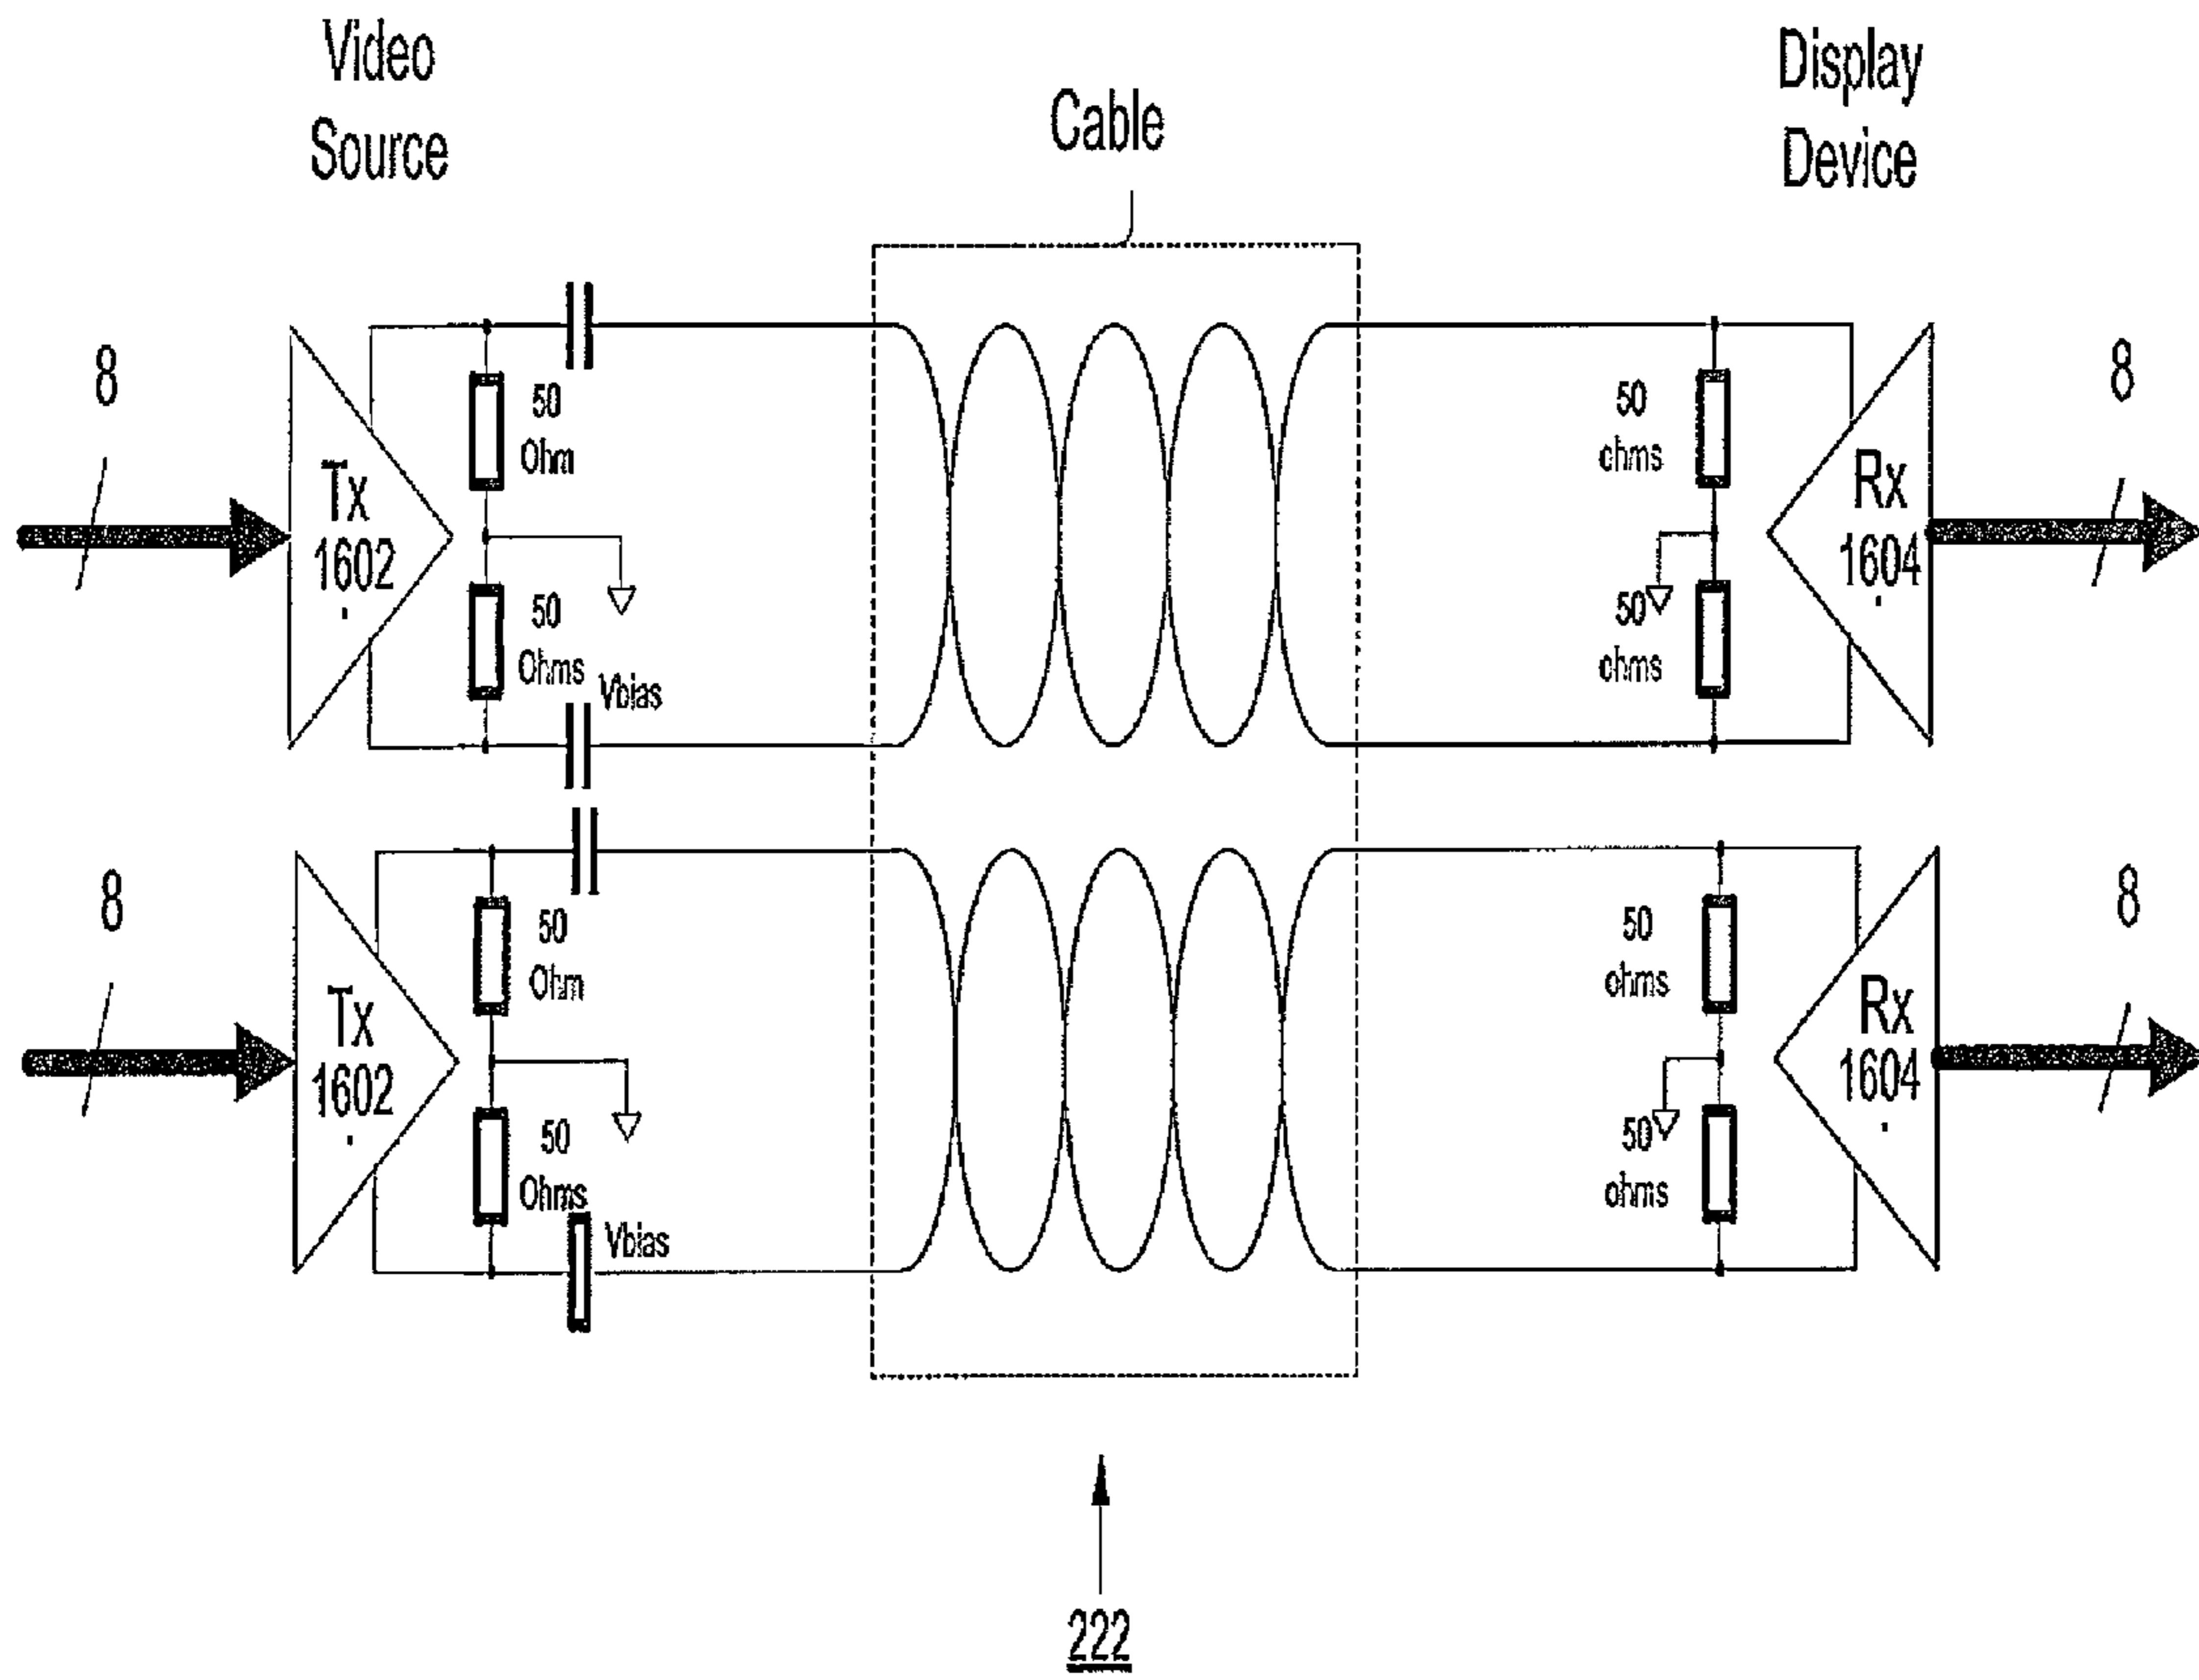 Video
Source
Cable
Display
Device
8
Tx
1602
50
Ohm
50
Ohms
Vbias
50
ohms
50
ohms
Rx
1604
8
8
Tx
1602
50
Ohm
50
Ohms
Vbias
50
ohms
50
ohms
Rx
1604
8
222